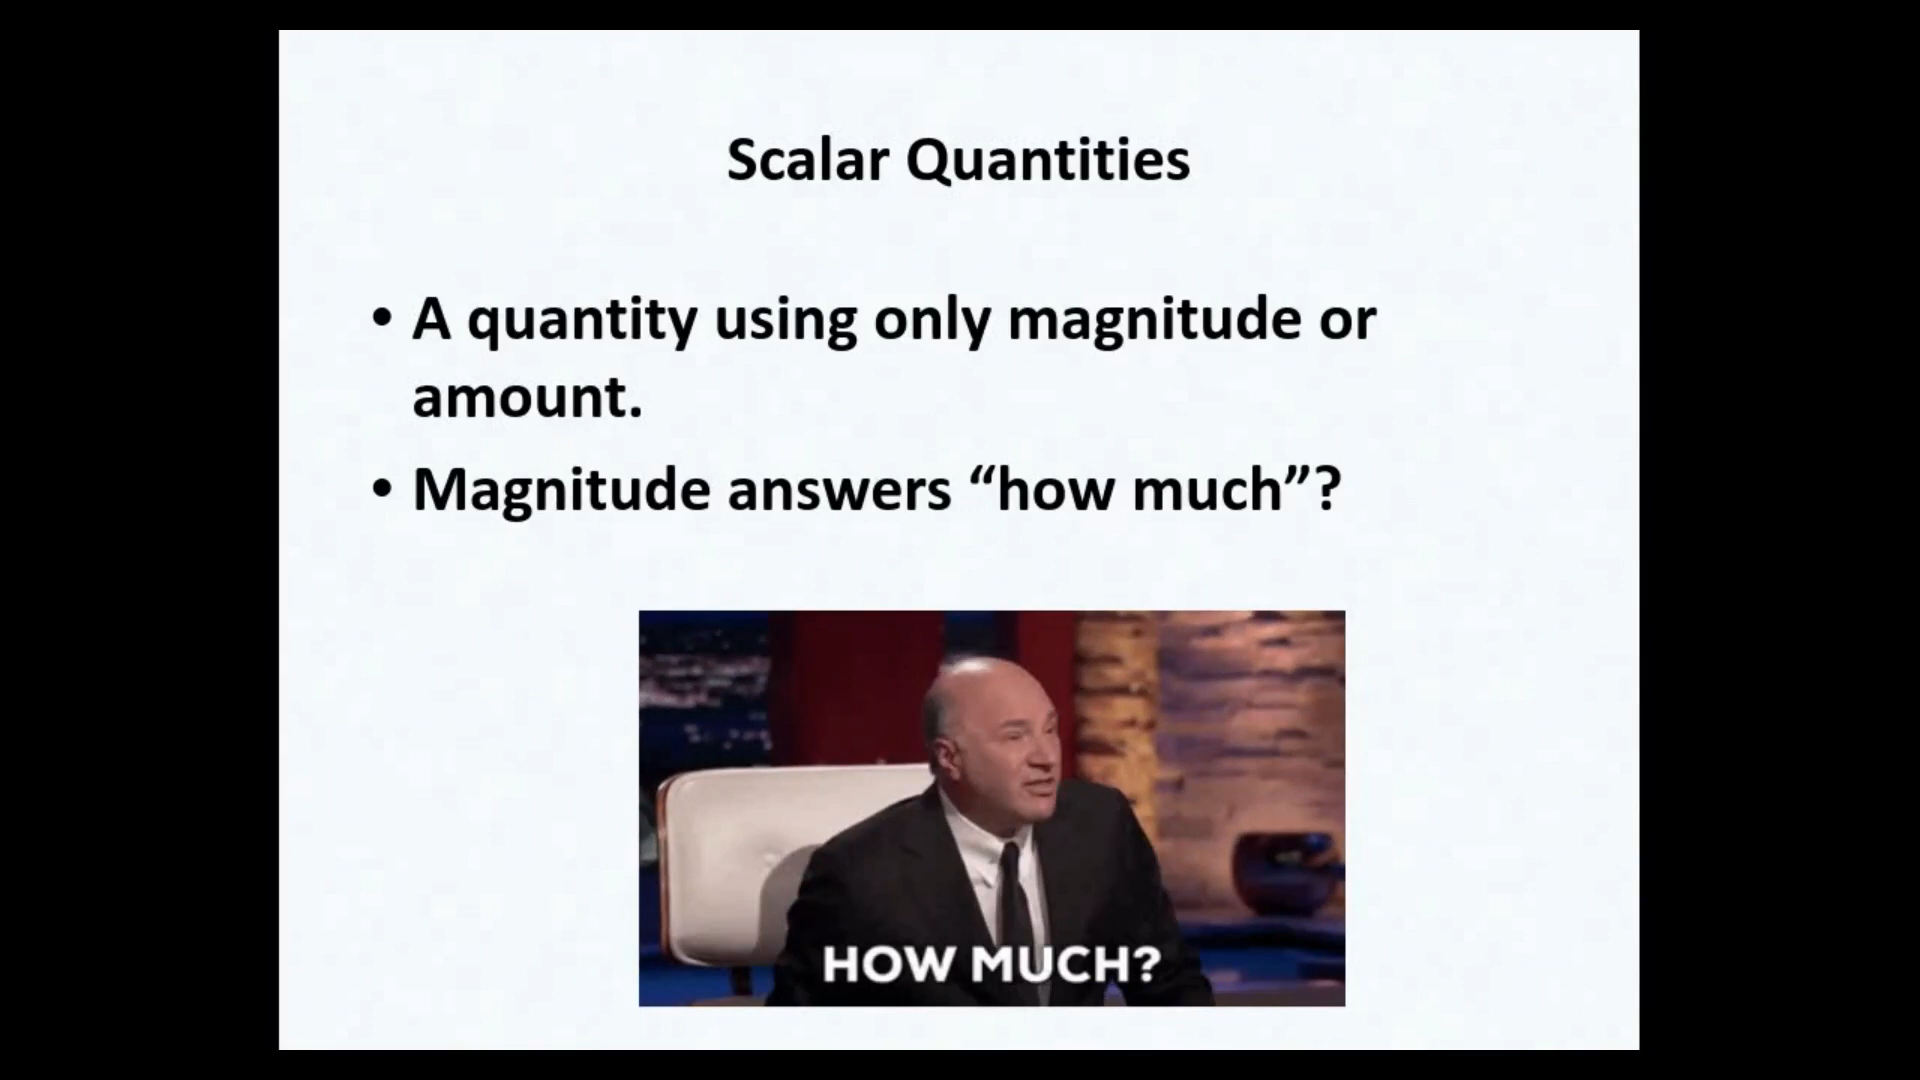 Scalar Quantities
• A quantity using only magnitude or
amount.
• Magnitude answers “how much”?
HOW MUCH?